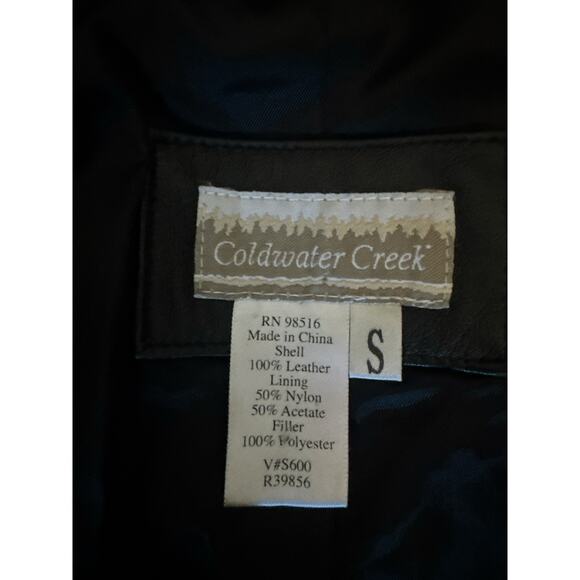 Coldwater Creek
RN 98516
Made in China
Shell
100% Leather
Lining
50% Nylon
50% Acetate
Filler
100% Polyester
V#S600
R39856
S